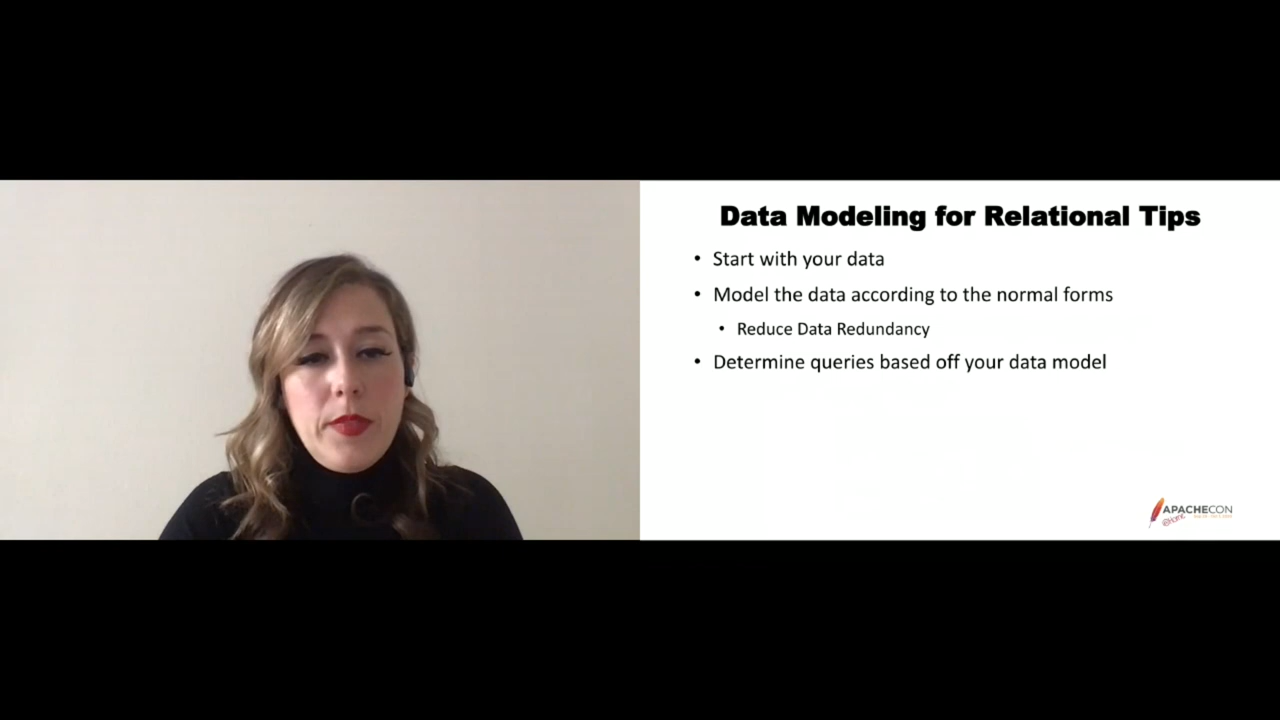 Data Modeling for Relational Tips
• Start with your data
• Model the data according to the normal forms
• Reduce Data Redundancy
• Determine queries based off your data model
APACHECON
@Home